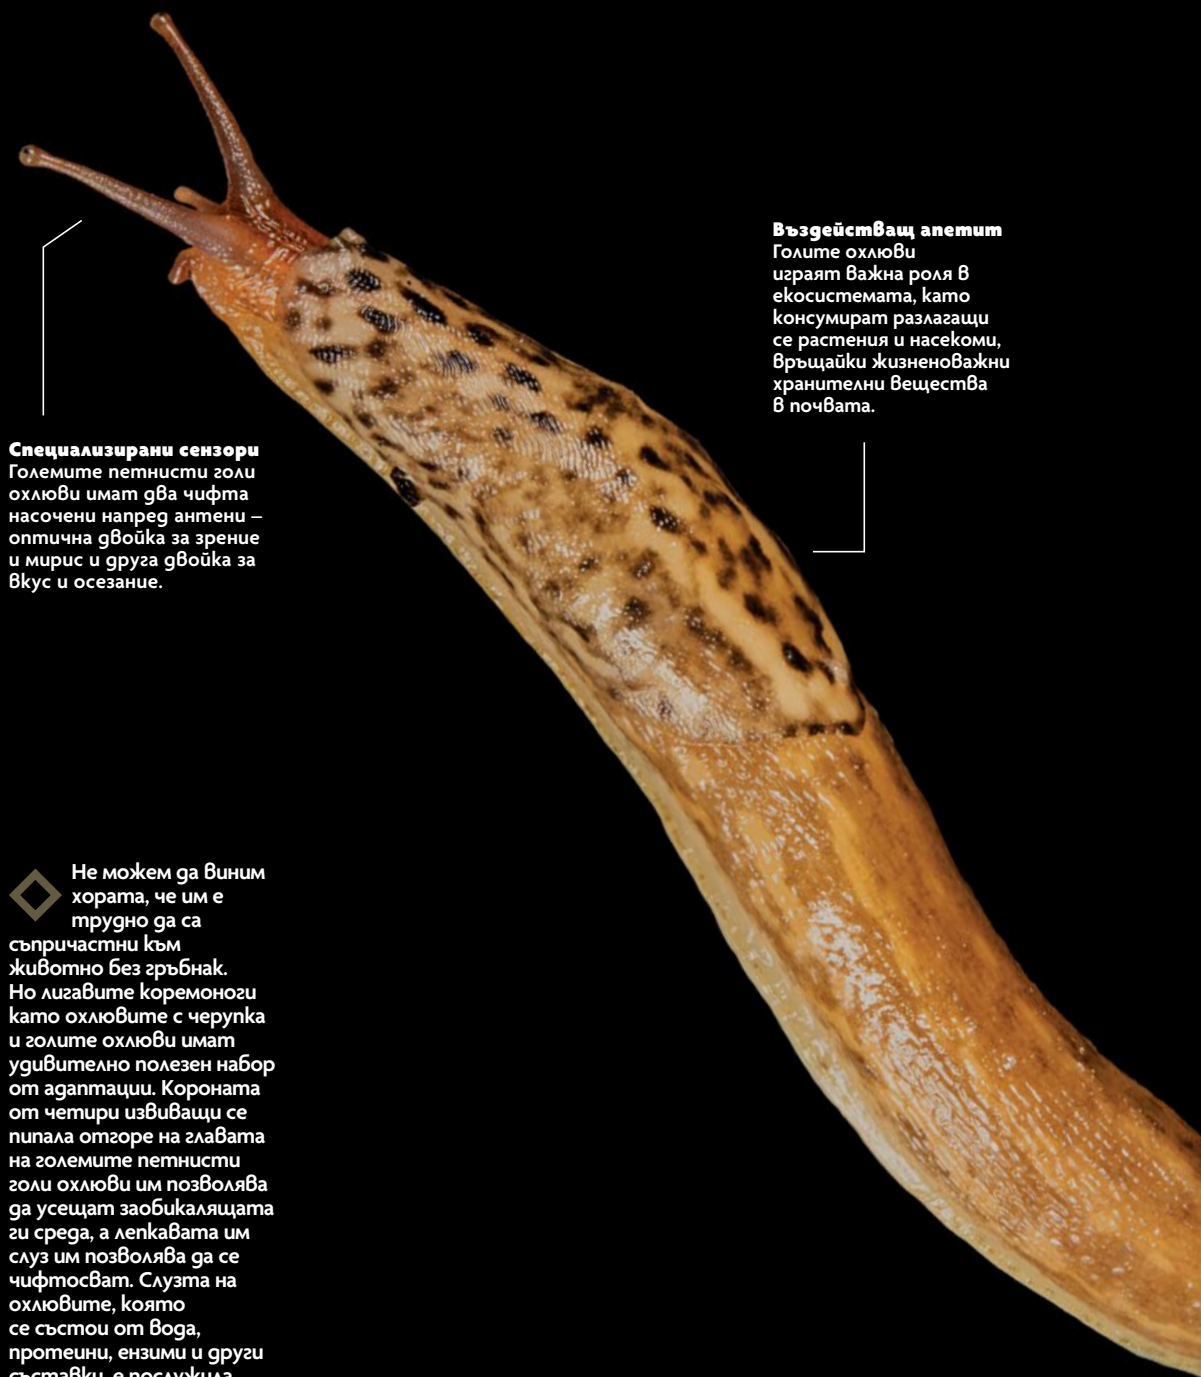 Въздействащ апетит
Голите охлюви
играят важна роля в
екосистемата, като
консумират разлагащи
се растения и насекоми,
връщайки жизненоважни
хранителни вещества
в почвата.
Специализирани сензори
Големите петнисти голи
охлюви имат два чифта
насочени напред антени –
оптична двойка за зрение
и мирис и друга двойка за
вкус и осезание.
Не можем да виним
хората, че им е
трудно да са
съпричастни към
животно без гръбнак.
Но лигавите коремоноги
като охлювите с черупка
и голите охлюви имат
удивително полезен набор
от адаптации. Короната
от четири извиващи се
пипала отгоре на главата
на големите петнисти
голи охлюви им позволява
да усещат заобикалящата
ги среда, а лепкавата им
слуз им позволява да се
чифтосват. Слузта на
охлювите, която
се състои от вода,
протеини, ензими и други
съставки, е послужила